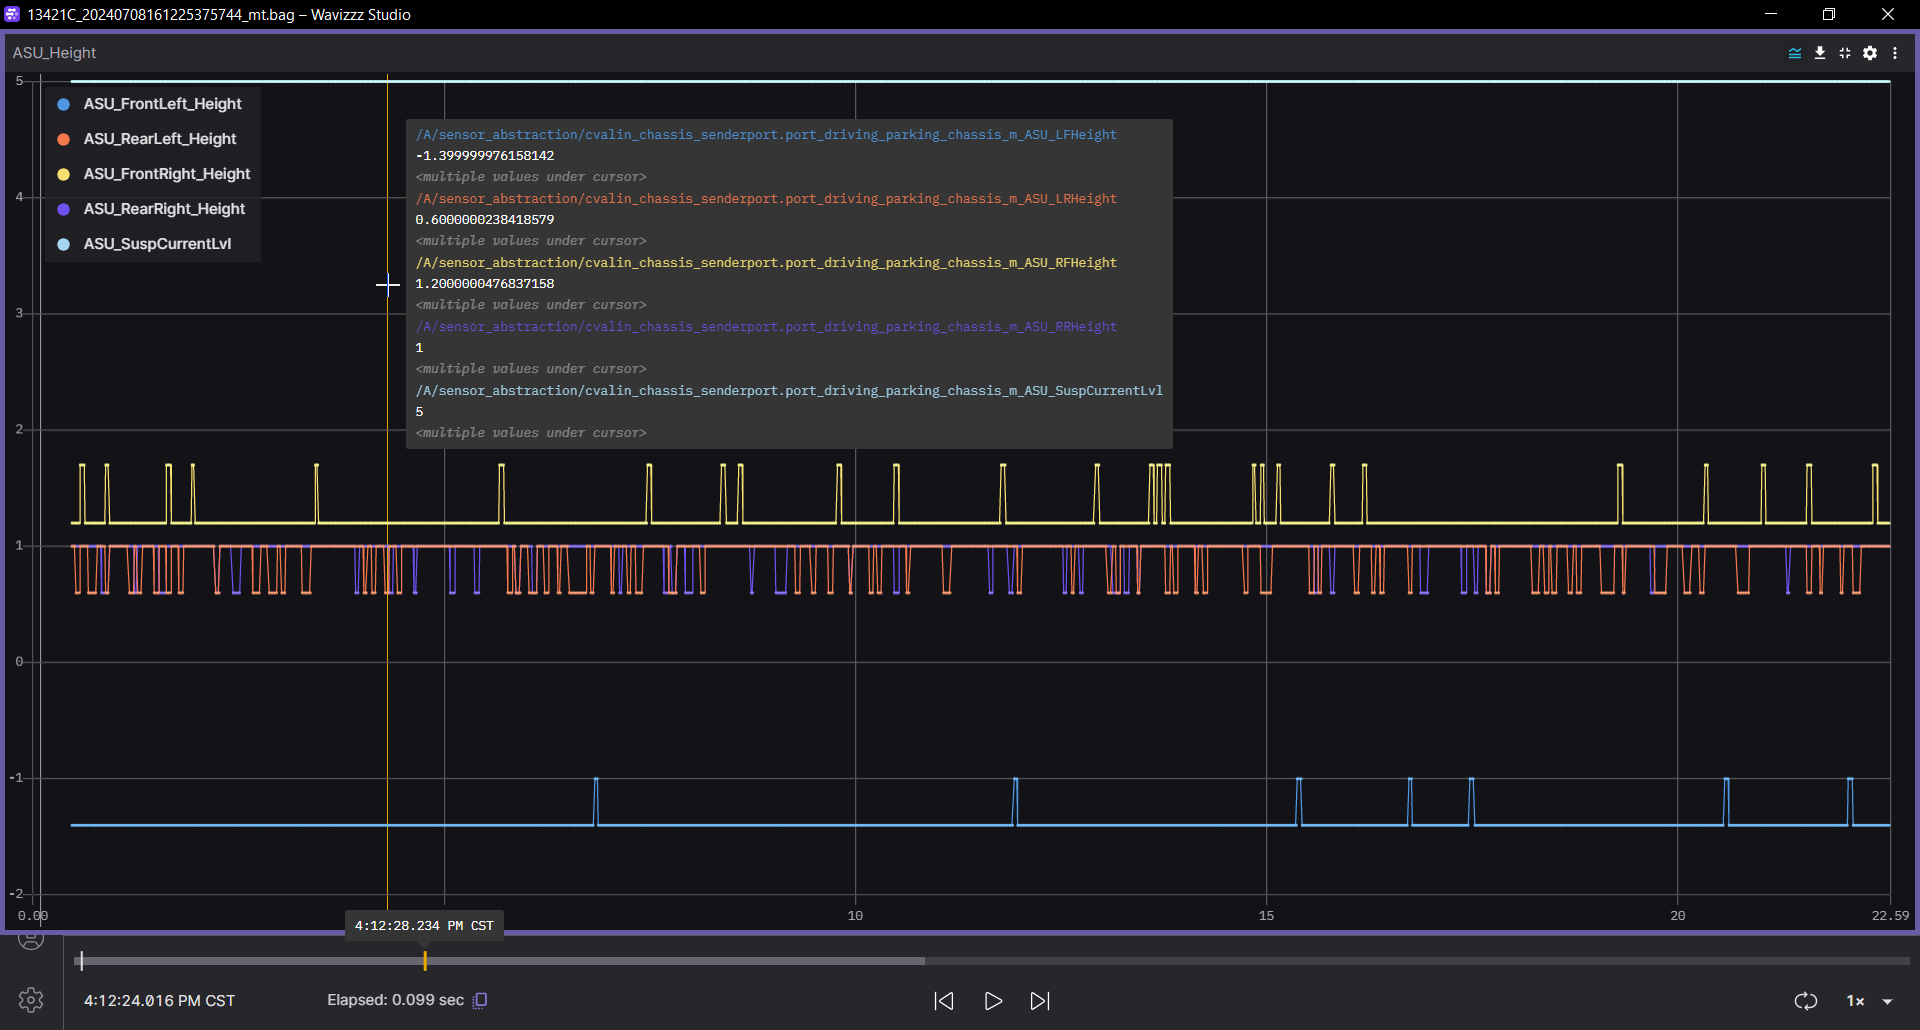 13421C_20240708161225375744_mt.bag – Wavizzz Studio
ASU_Height
5
ASU_FrontLeft_Height
ASU_RearLeft_Height
ASU_FrontRight_Height
ASU_RearRight_Height
ASU_SuspCurrentLvl
/A/sensor_abstraction/cvalin_chassis_senderport.port_driving_parking_chassis_m_ASU_LFHeight
-1.399999976158142
<multiple values under cursor>
/A/sensor_abstraction/cvalin_chassis_senderport.port_driving_parking_chassis_m_ASU_LRHeight
0.6000000238418579
<multiple values under cursor>
/A/sensor_abstraction/cvalin_chassis_senderport.port_driving_parking_chassis_m_ASU_RFHeight
1.2000000476837158
<multiple values under cursor>
/A/sensor_abstraction/cvalin_chassis_senderport.port_driving_parking_chassis_m_ASU_RRHeight
1
<multiple values under cursor>
/A/sensor_abstraction/cvalin_chassis_senderport.port_driving_parking_chassis_m_ASU_SuspCurrentLvl
5
<multiple values under cursor>
4
3
2
1
0
-1
-2
0.00
10
15
20
22.59
4:12:28.234 PM CST
4:12:24.016 PM CST
Elapsed: 0.099 sec
1×